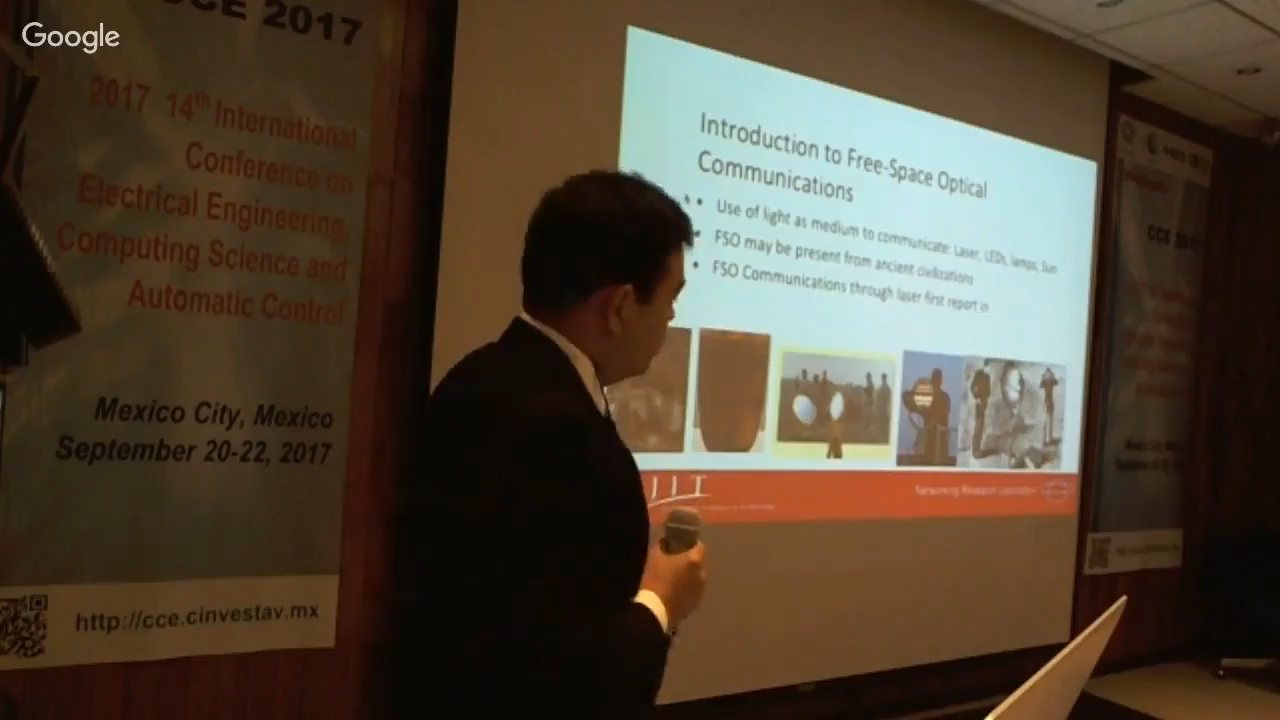 Google
CCE 2017
2017 14th International
Conference on
Electrical Engineering,
Computing Science and
Automatic Control
Mexico City, Mexico
September 20-22, 2017
http://cce.cinvestav.mx
Introduction to Free-Space Optical
Communications
• Use of light as medium to communicate: Laser, LEDs, lamps, Sun
• FSO may be present from ancient civilizations
• FSO Communications through laser first report in
JIT
Networking Research Laboratory
CCE 2017